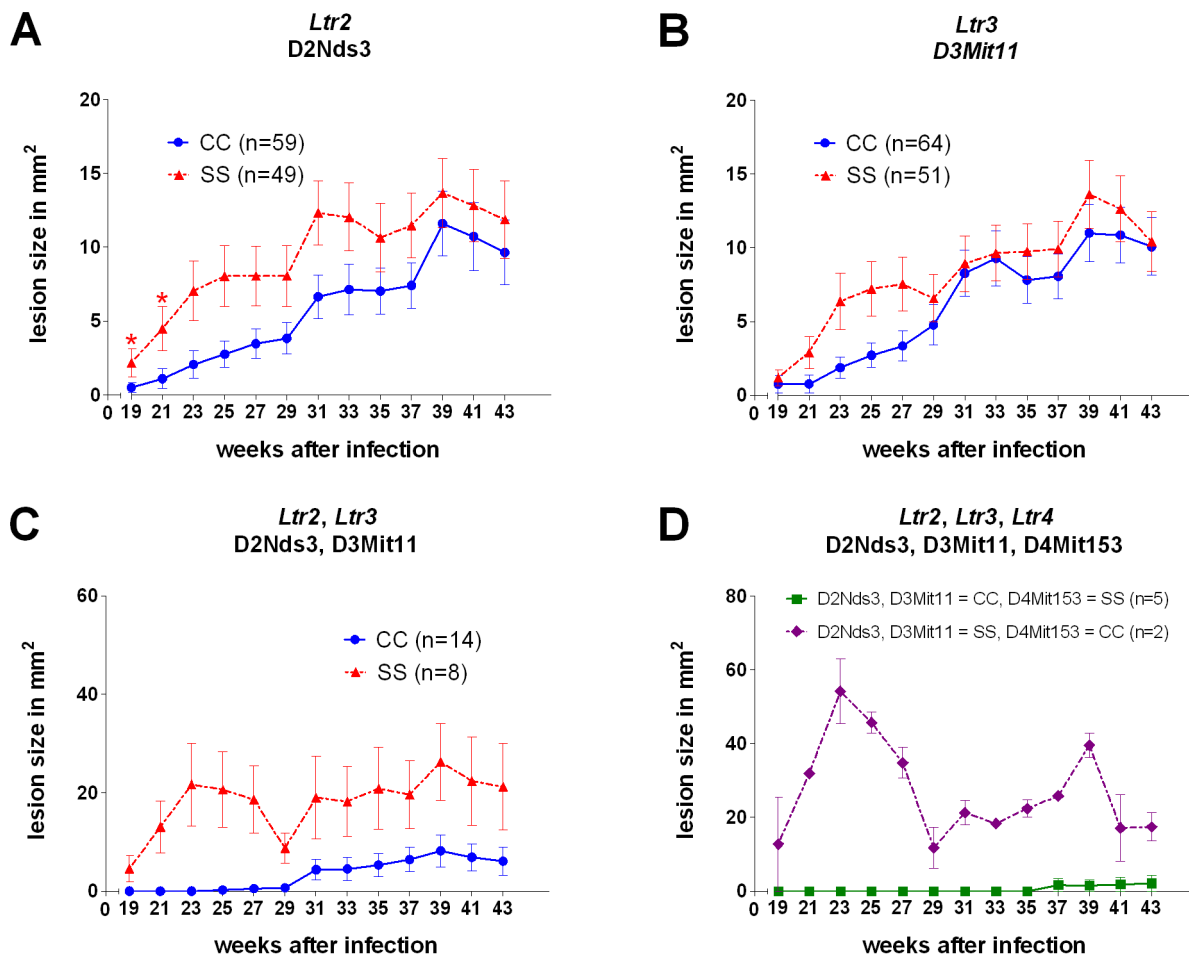 A
Ltr2
D2Nds3
lesion size in mm²
20
15
10
5
0
CC (n=59)
SS (n=49)
*
*
0 19 21 23 25 27 29 31 33 35 37 39 41 43
weeks after infection
B
Ltr3
D3Mit11
lesion size in mm²
20
15
10
5
0
CC (n=64)
SS (n=51)
0 19 21 23 25 27 29 31 33 35 37 39 41 43
weeks after infection
C
Ltr2, Ltr3
D2Nds3, D3Mit11
lesion size in mm²
60
40
20
0
CC (n=14)
SS (n=8)
0 19 21 23 25 27 29 31 33 35 37 39 41 43
weeks after infection
D
Ltr2, Ltr3, Ltr4
D2Nds3, D3Mit11, D4Mit153
lesion size in mm²
80
60
40
20
0
D2Nds3, D3Mit11 = CC, D4Mit153 = SS (n=5)
D2Nds3, D3Mit11 = SS, D4Mit153 = CC (n=2)
0 19 21 23 25 27 29 31 33 35 37 39 41 43
weeks after infection